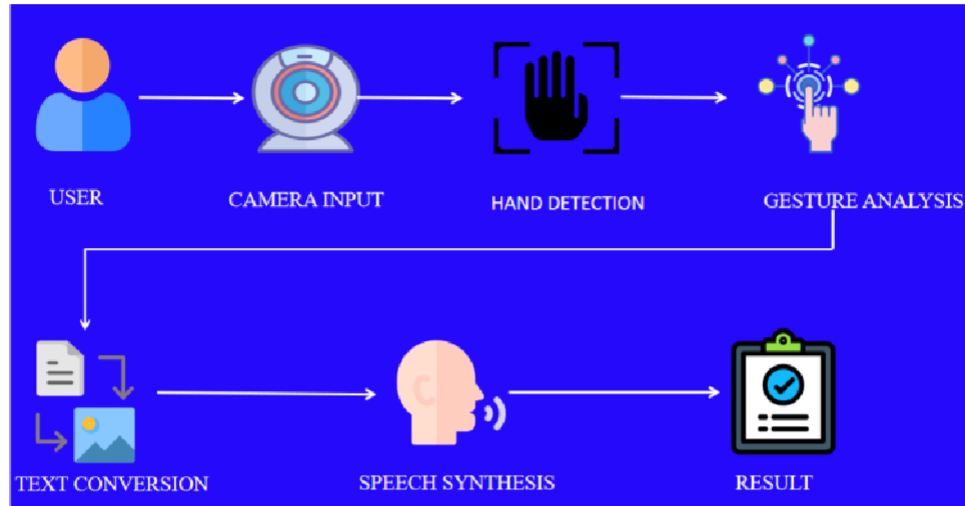 USER
CAMERA INPUT
HAND DETECTION
GESTURE ANALYSIS
TEXT CONVERSION
SPEECH SYNTHESIS
RESULT